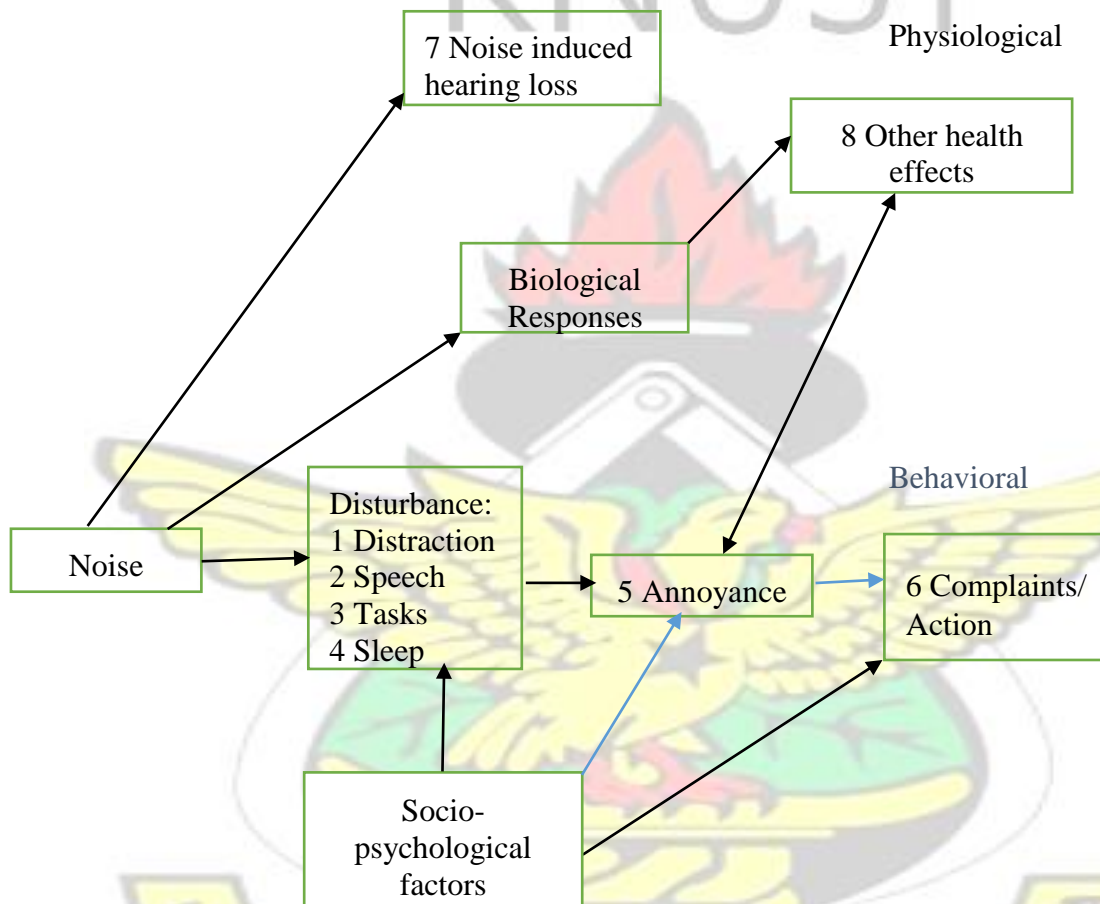 KNUST
Physiological
7 Noise induced
hearing loss
8 Other health
effects
Biological
Responses
Behavioral
Noise
Disturbance:
1 Distraction
2 Speech
3 Tasks
4 Sleep
5 Annoyance
6 Complaints/
Action
Socio-
psychological
factors